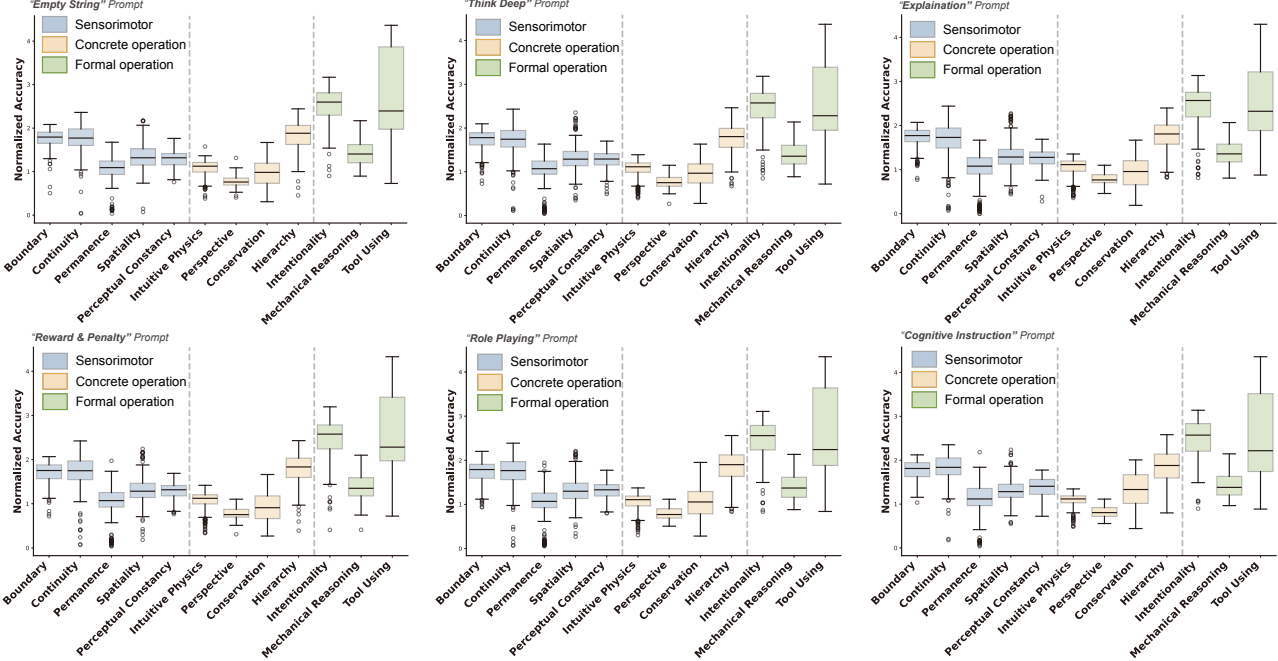 "Empty String" Prompt
Normalized Accuracy
4
3
2
1
0
Sensorimotor
Concrete operation
Formal operation
Boundary
Continuity
Permanence
Spatiality
Perceptual Constancy
Intuitive Physics
Perspective
Conservation
Hierarchy
Intentionality
Mechanical Reasoning
Tool Using
"Think Deep" Prompt
Normalized Accuracy
4
3
2
1
0
Sensorimotor
Concrete operation
Formal operation
Boundary
Continuity
Permanence
Spatiality
Perceptual Constancy
Intuitive Physics
Perspective
Conservation
Hierarchy
Intentionality
Mechanical Reasoning
Tool Using
"Explaination" Prompt
Normalized Accuracy
4
3
2
1
0
Sensorimotor
Concrete operation
Formal operation
Boundary
Continuity
Permanence
Spatiality
Perceptual Constancy
Intuitive Physics
Perspective
Conservation
Hierarchy
Intentionality
Mechanical Reasoning
Tool Using
"Reward & Penalty" Prompt
Normalized Accuracy
4
3
2
1
0
Sensorimotor
Concrete operation
Formal operation
Boundary
Continuity
Permanence
Spatiality
Perceptual Constancy
Intuitive Physics
Perspective
Conservation
Hierarchy
Intentionality
Mechanical Reasoning
Tool Using
"Role Playing" Prompt
Normalized Accuracy
4
3
2
1
0
Sensorimotor
Concrete operation
Formal operation
Boundary
Continuity
Permanence
Spatiality
Perceptual Constancy
Intuitive Physics
Perspective
Conservation
Hierarchy
Intentionality
Mechanical Reasoning
Tool Using
"Cognitive Instruction" Prompt
Normalized Accuracy
4
3
2
1
0
Sensorimotor
Concrete operation
Formal operation
Boundary
Continuity
Permanence
Spatiality
Perceptual Constancy
Intuitive Physics
Perspective
Conservation
Hierarchy
Intentionality
Mechanical Reasoning
Tool Using